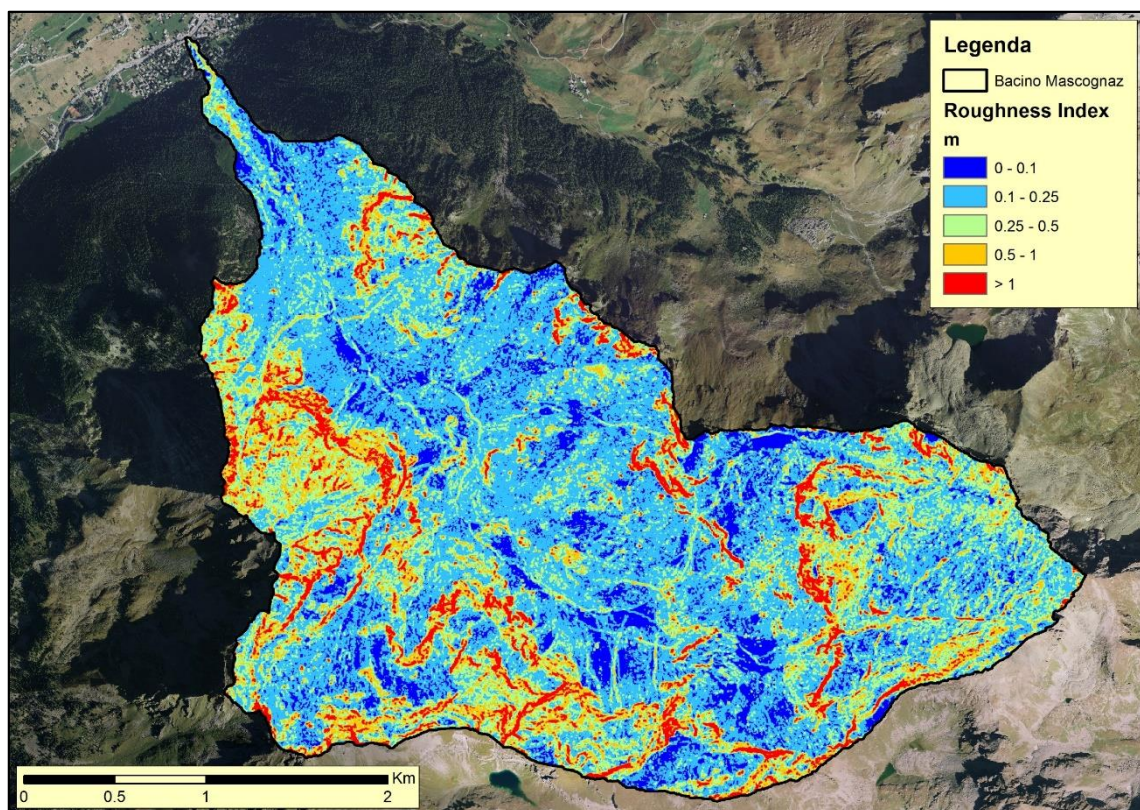 Legenda
Bacino Mascognaz
Roughness Index
m
0 - 0.1
0.1 - 0.25
0.25 - 0.5
0.5 - 1
> 1
Km
0 0.5 1 2